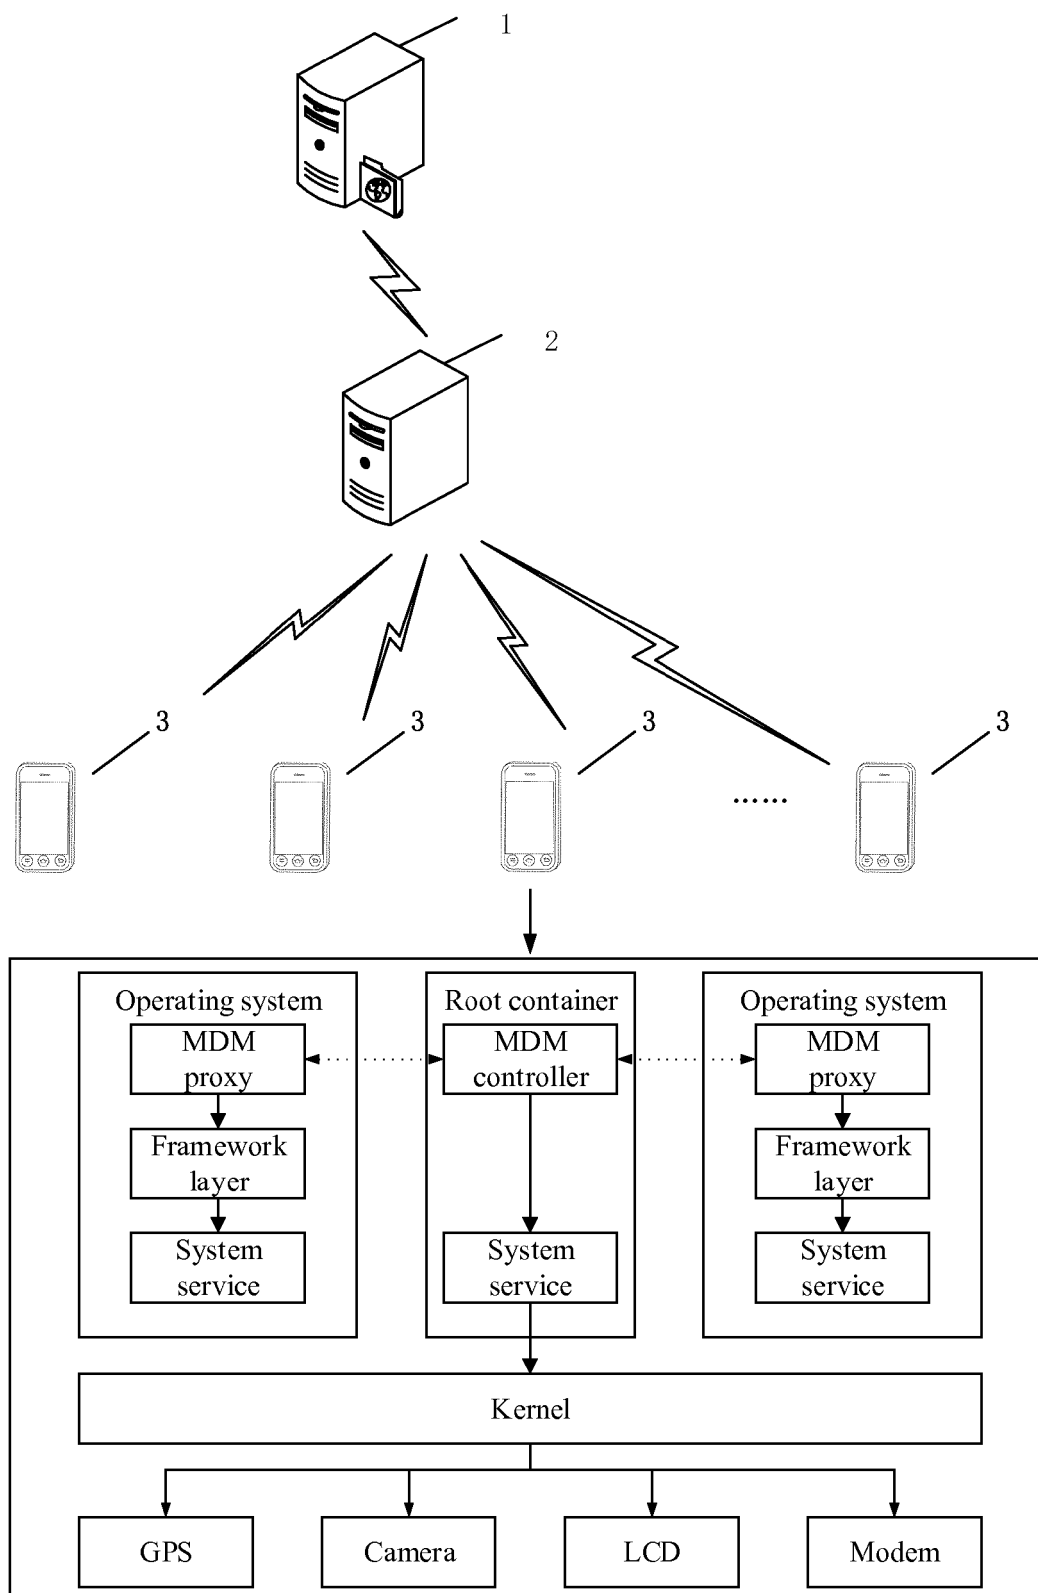 1
2
3
3
3
3
......
Operating system
Root container
Operating system
MDM
proxy
MDM
controller
MDM
proxy
Framework
layer
Framework
layer
System
service
System
service
System
service
Kernel
GPS
Camera
LCD
Modem